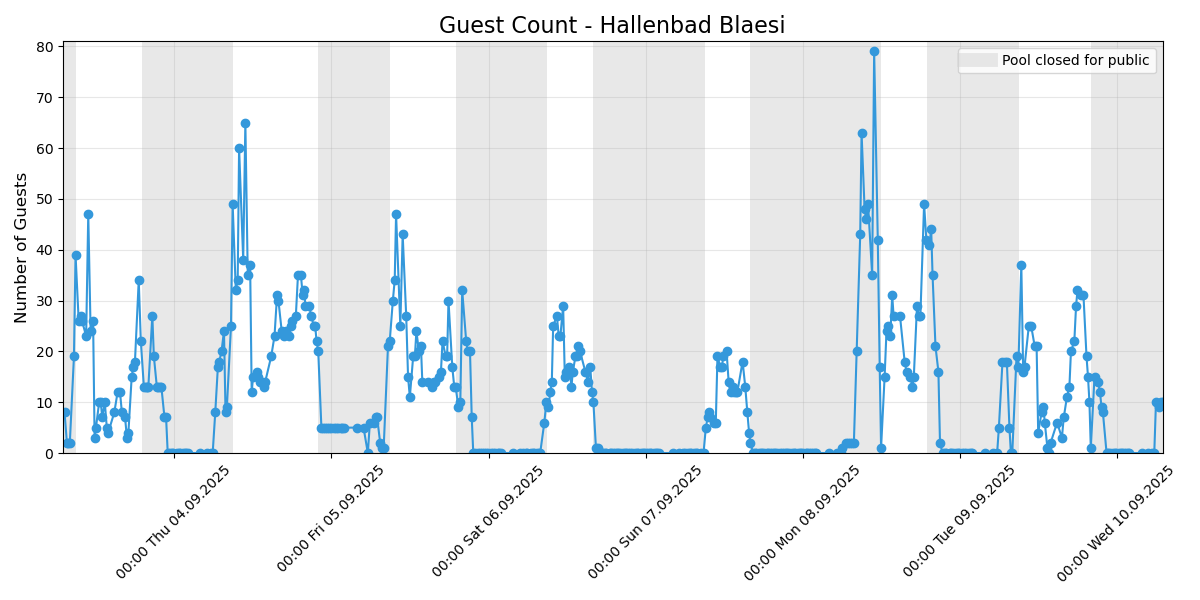 Guest Count - Hallenbad Blaesi
Number of Guests
80
70
60
50
40
30
20
10
0
Pool closed for public
00:00 Thu 04.09.2025
00:00 Fri 05.09.2025
00:00 Sat 06.09.2025
00:00 Sun 07.09.2025
00:00 Mon 08.09.2025
00:00 Tue 09.09.2025
00:00 Wed 10.09.2025